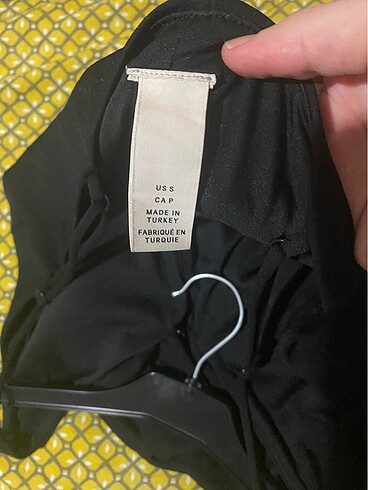 US S
CA P
MADE IN
TURKEY
FABRIQUÉ EN
TURQUIE